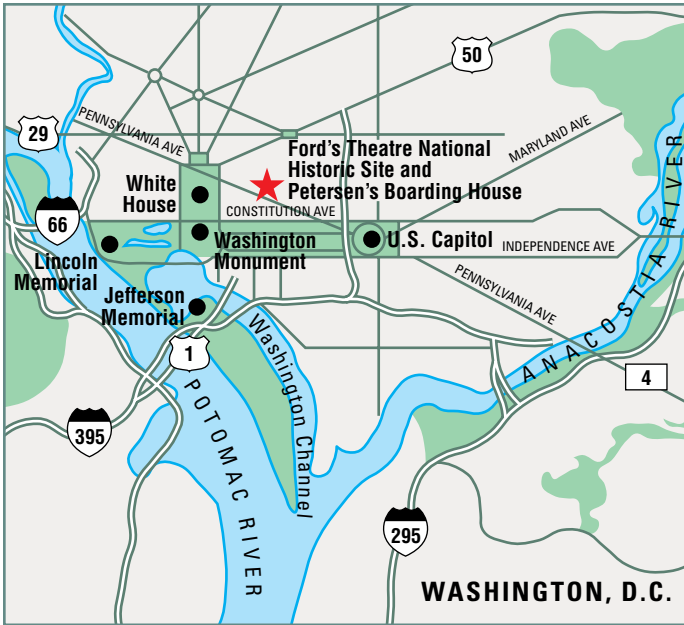 50
PENNSYLVANIA AVE
29
MARYLAND AVE
Ford's Theatre National
Historic Site and
Petersen's Boarding House
White
House
CONSTITUTION AVE
66
Washington
Monument
U.S. Capitol
INDEPENDENCE AVE
Lincoln
Memorial
PENNSYLVANIA AVE
Jefferson
Memorial
ANACOSTIA RIVER
Washington Channel
1
4
POTOMAC RIVER
395
295
WASHINGTON, D.C.